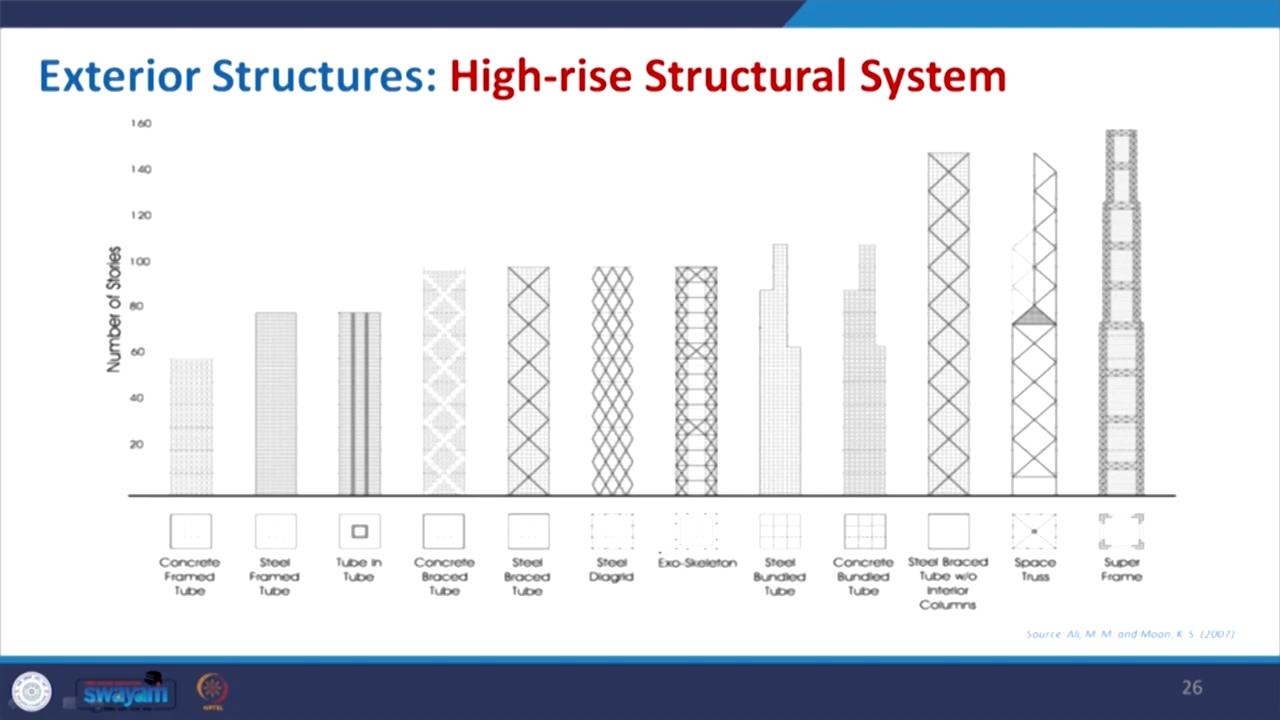 Exterior Structures: High-rise Structural System
160
140
120
100
80
60
40
20
Number of Stories
Concrete
Framed
Tube
Steel
Framed
Tube
Tube in
Tube
Concrete
Braced
Tube
Steel
Braced
Tube
Steel
Diagrid
Exo-Skeleton
Steel
Bundled
Tube
Concrete
Bundled
Tube
Steel Braced
Tube w/o
Interior
Columns
Space
Truss
Super
Frame
Source: Ali, M. M. and Moon, K. S. (2007)
swayam
NPTEL
26